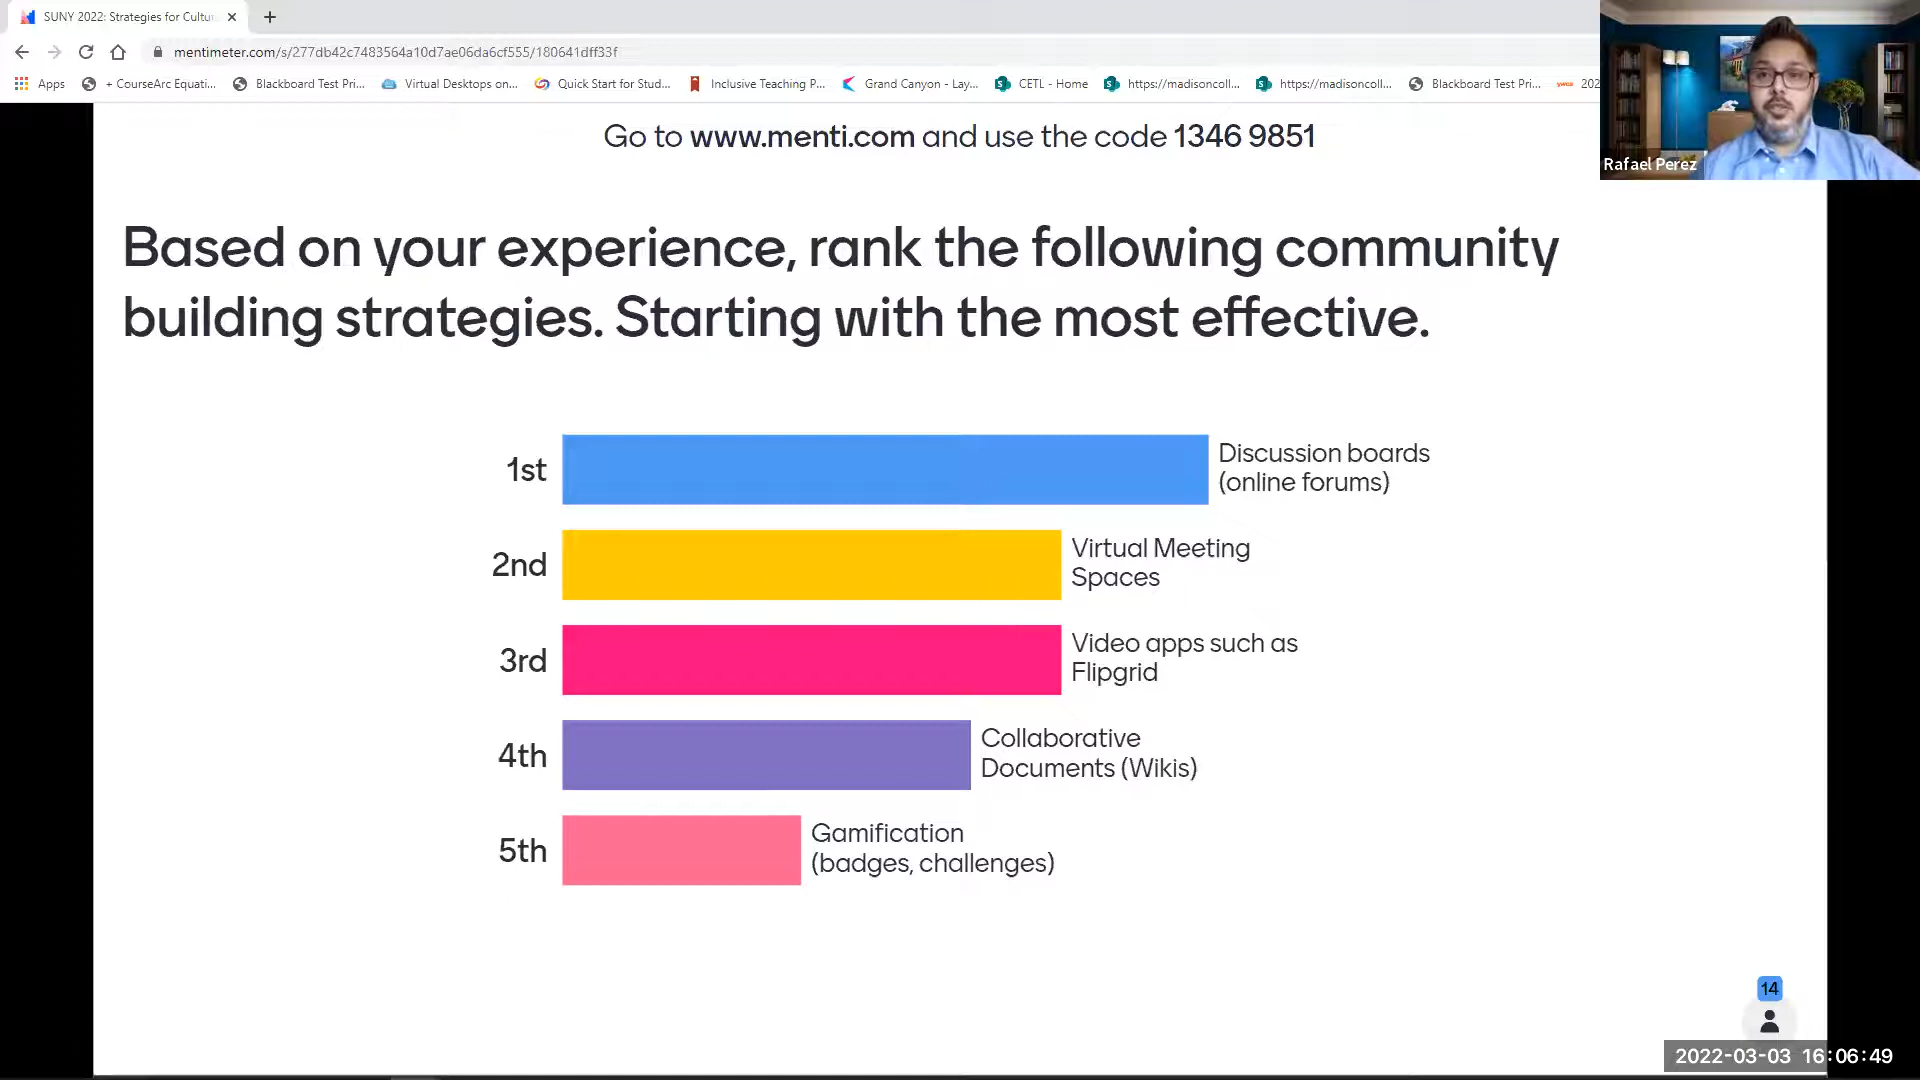 SUNY 2022: Strategies for Cultu
mentimeter.com/s/277db42c7483564a10d7ae06da6cf555/180641dff33f
Apps + CourseArc Equati... Blackboard Test Pri... Virtual Desktops on... Quick Start for Stud... Inclusive Teaching P... Grand Canyon - Lay... CETL - Home https://madisoncoll... https://madisoncoll... Blackboard Test Pri... ywca 202
Rafael Perez
Go to www.menti.com and use the code 1346 9851
Based on your experience, rank the following community
building strategies. Starting with the most effective.
1st
Discussion boards
(online forums)
2nd
Virtual Meeting
Spaces
3rd
Video apps such as
Flipgrid
4th
Collaborative
Documents (Wikis)
5th
Gamification
(badges, challenges)
14
2022-03-03 16:06:49